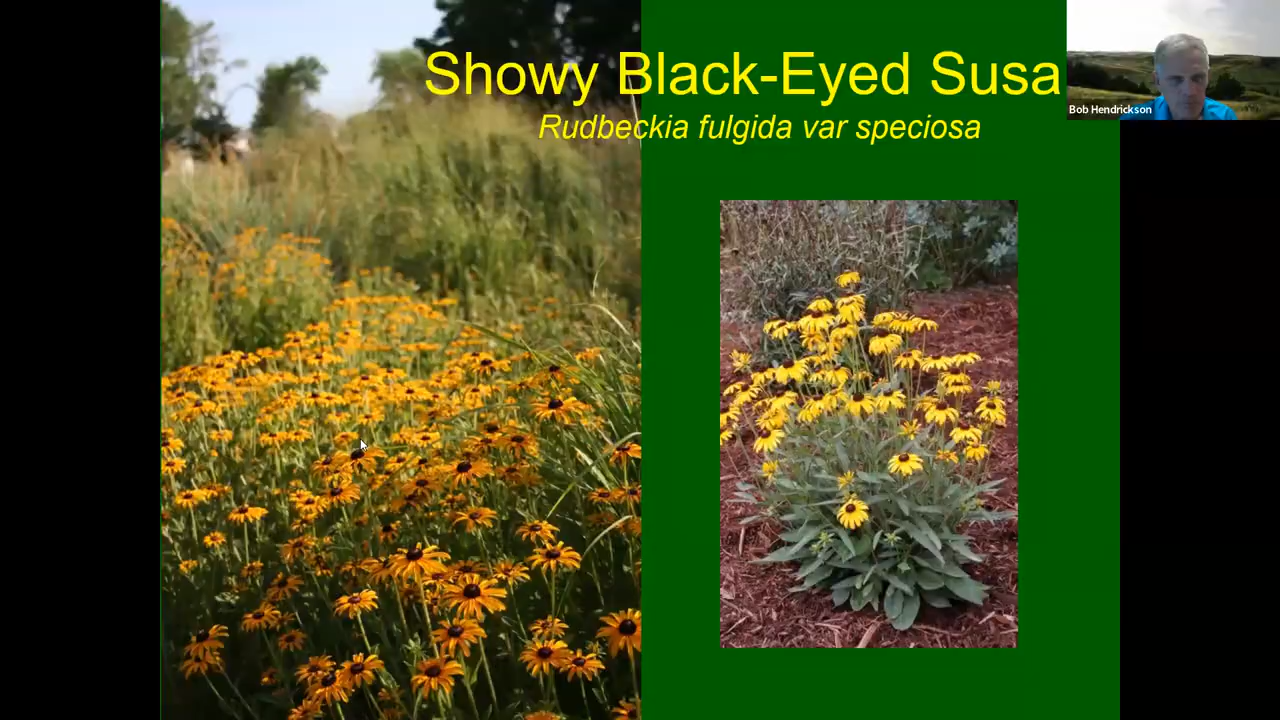 Showy Black-Eyed Susa
Rudbeckia fulgida var speciosa
Bob Hendrickson